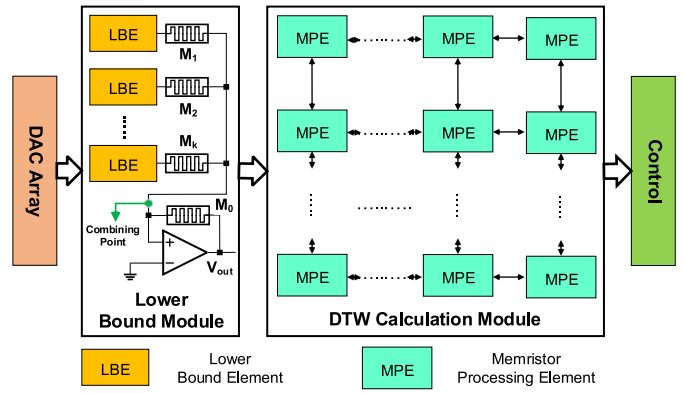 DAC Array
LBE
M1
LBE
M2
LBE
Mk
Combining
Point
M0
+
−
Vout
Lower
Bound Module
MPE
MPE
MPE
MPE
MPE
MPE
MPE
MPE
MPE
DTW Calculation Module
Control
LBE
Lower
Bound Element
MPE
Memristor
Processing Element